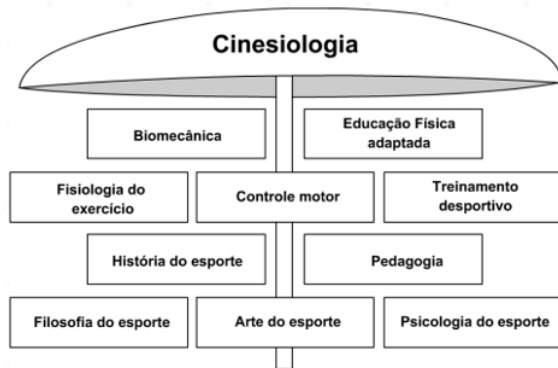 Cinesiologia
Biomecânica
Educação Física
adaptada
Fisiologia do
exercício
Controle motor
Treinamento
desportivo
História do esporte
Pedagogia
Filosofia do esporte
Arte do esporte
Psicologia do esporte